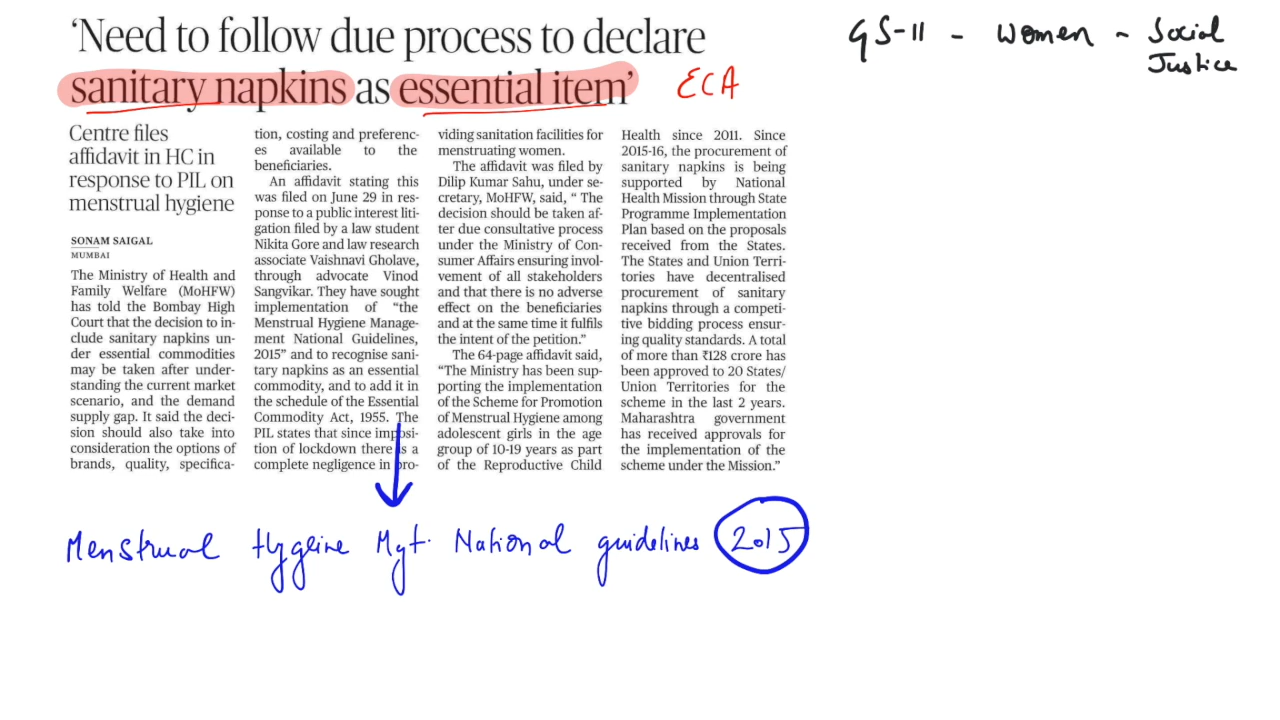 ‘Need to follow due process to declare
sanitary napkins as essential item’
ECA
GS-II - Women - Social
Justice
Centre files
affidavit in HC in
response to PIL on
menstrual hygiene
SONAM SAIGAL
MUMBAI
The Ministry of Health and
Family Welfare (MoHFW)
has told the Bombay High
Court that the decision to in-
clude sanitary napkins un-
der essential commodities
may be taken after under-
standing the current market
scenario, and the demand
supply gap. It said the deci-
sion should also take into
consideration the options of
brands, quality, specifica-
tion, costing and preferenc-
es available to the
beneficiaries.
An affidavit stating this
was filed on June 29 in res-
ponse to a public interest liti-
gation filed by a law student
Nikita Gore and law research
associate Vaishnavi Gholave,
through advocate Vinod
Sangvikar. They have sought
implementation of “the
Menstrual Hygiene Manage-
ment National Guidelines,
2015” and to recognise sani-
tary napkins as an essential
commodity, and to add it in
the schedule of the Essential
Commodity Act, 1955. The
PIL states that since imposi-
tion of lockdown there is a
complete negligence in pro-
viding sanitation facilities for
menstruating women.
The affidavit was filed by
Dilip Kumar Sahu, under se-
cretary, MoHFW, said, “ The
decision should be taken af-
ter due consultative process
under the Ministry of Con-
sumer Affairs ensuring invol-
vement of all stakeholders
and that there is no adverse
effect on the beneficiaries
and at the same time it fulfils
the intent of the petition.”
The 64-page affidavit said,
“The Ministry has been sup-
porting the implementation
of the Scheme for Promotion
of Menstrual Hygiene among
adolescent girls in the age
group of 10-19 years as part
of the Reproductive Child
Health since 2011. Since
2015-16, the procurement of
sanitary napkins is being
supported by National
Health Mission through State
Programme Implementation
Plan based on the proposals
received from the States.
The States and Union Terri-
tories have decentralised
procurement of sanitary
napkins through a competi-
tive bidding process ensur-
ing quality standards. A total
of more than ₹128 crore has
been approved to 20 States/
Union Territories for the
scheme in the last 2 years.
Maharashtra government
has received approvals for
the implementation of the
scheme under the Mission.”
Menstrual Hygeine Mgt. National guidelines 2015